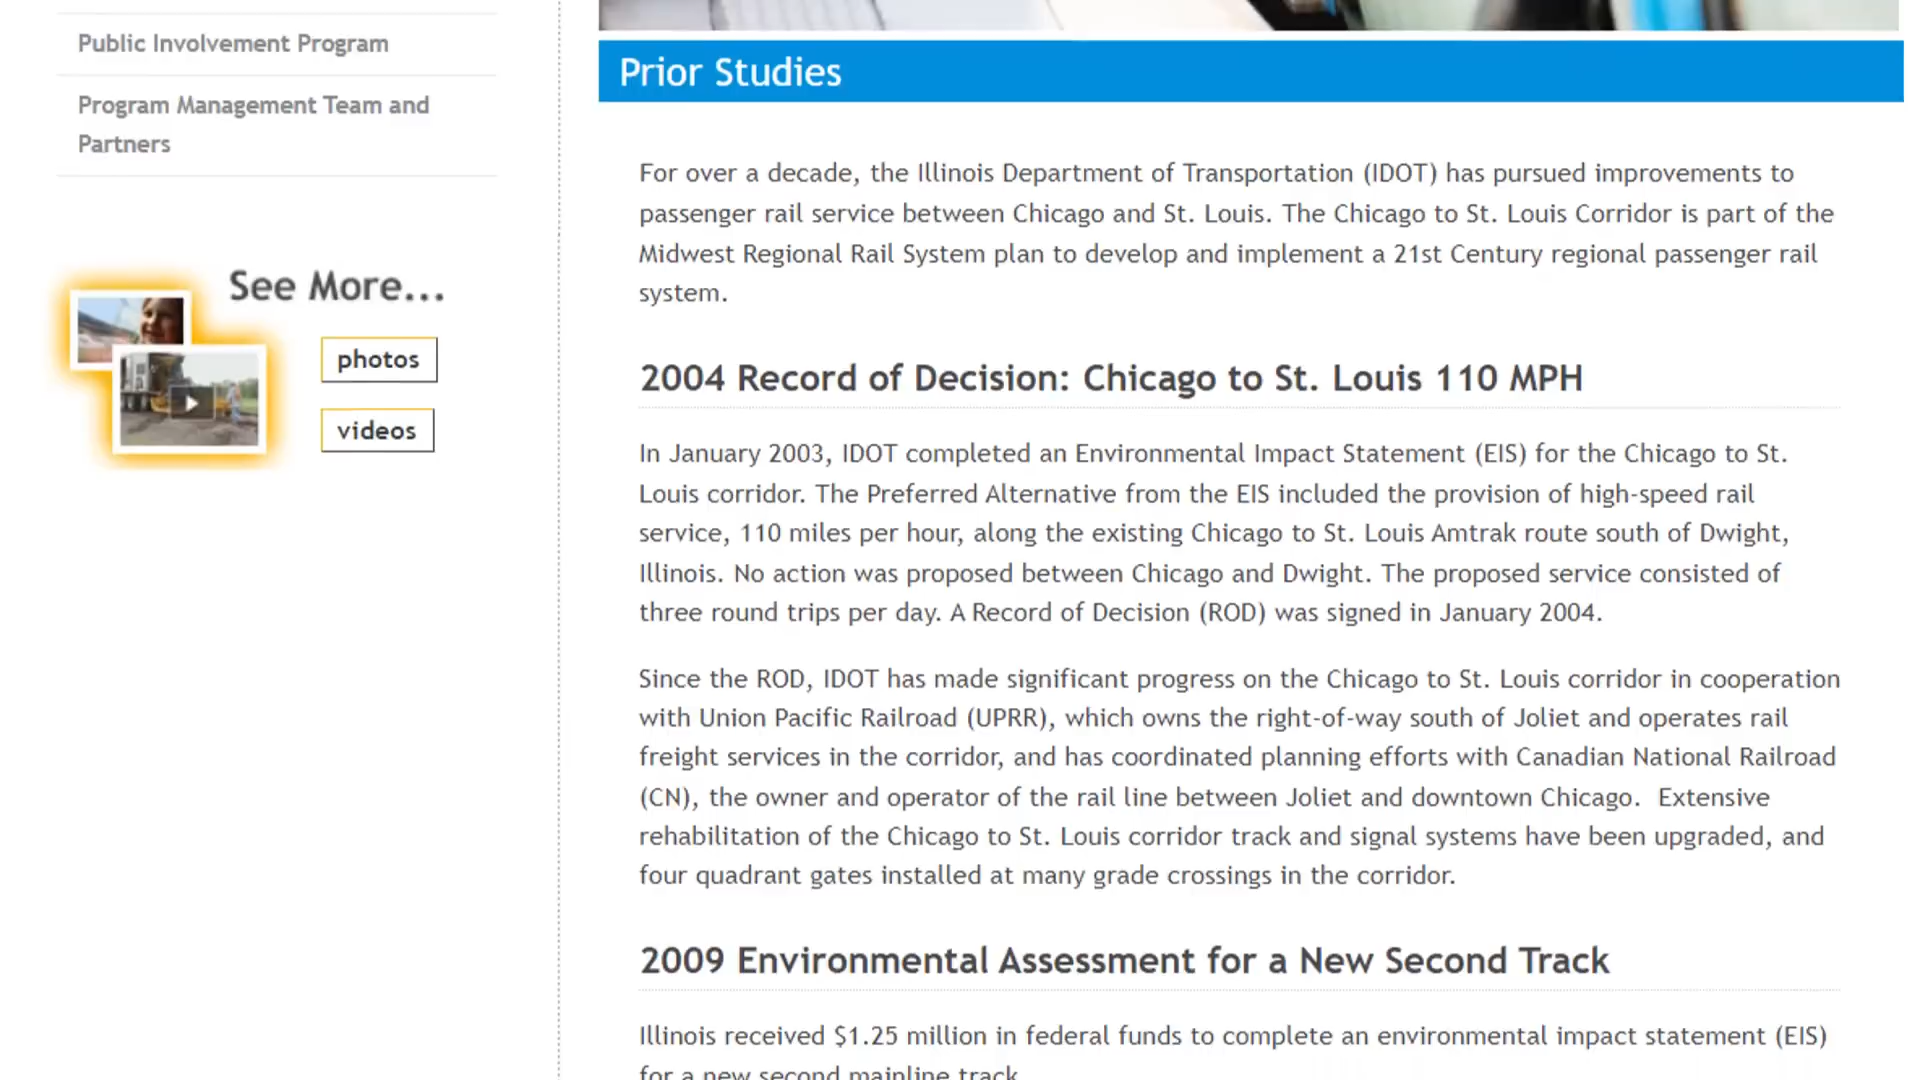 Public Involvement Program
Program Management Team and
Partners
See More...
photos
videos
Prior Studies
For over a decade, the Illinois Department of Transportation (IDOT) has pursued improvements to
passenger rail service between Chicago and St. Louis. The Chicago to St. Louis Corridor is part of the
Midwest Regional Rail System plan to develop and implement a 21st Century regional passenger rail
system.
2004 Record of Decision: Chicago to St. Louis 110 MPH
In January 2003, IDOT completed an Environmental Impact Statement (EIS) for the Chicago to St.
Louis corridor. The Preferred Alternative from the EIS included the provision of high-speed rail
service, 110 miles per hour, along the existing Chicago to St. Louis Amtrak route south of Dwight,
Illinois. No action was proposed between Chicago and Dwight. The proposed service consisted of
three round trips per day. A Record of Decision (ROD) was signed in January 2004.
Since the ROD, IDOT has made significant progress on the Chicago to St. Louis corridor in cooperation
with Union Pacific Railroad (UPRR), which owns the right-of-way south of Joliet and operates rail
freight services in the corridor, and has coordinated planning efforts with Canadian National Railroad
(CN), the owner and operator of the rail line between Joliet and downtown Chicago.  Extensive
rehabilitation of the Chicago to St. Louis corridor track and signal systems have been upgraded, and
four quadrant gates installed at many grade crossings in the corridor.
2009 Environmental Assessment for a New Second Track
Illinois received $1.25 million in federal funds to complete an environmental impact statement (EIS)
for a new second mainline track